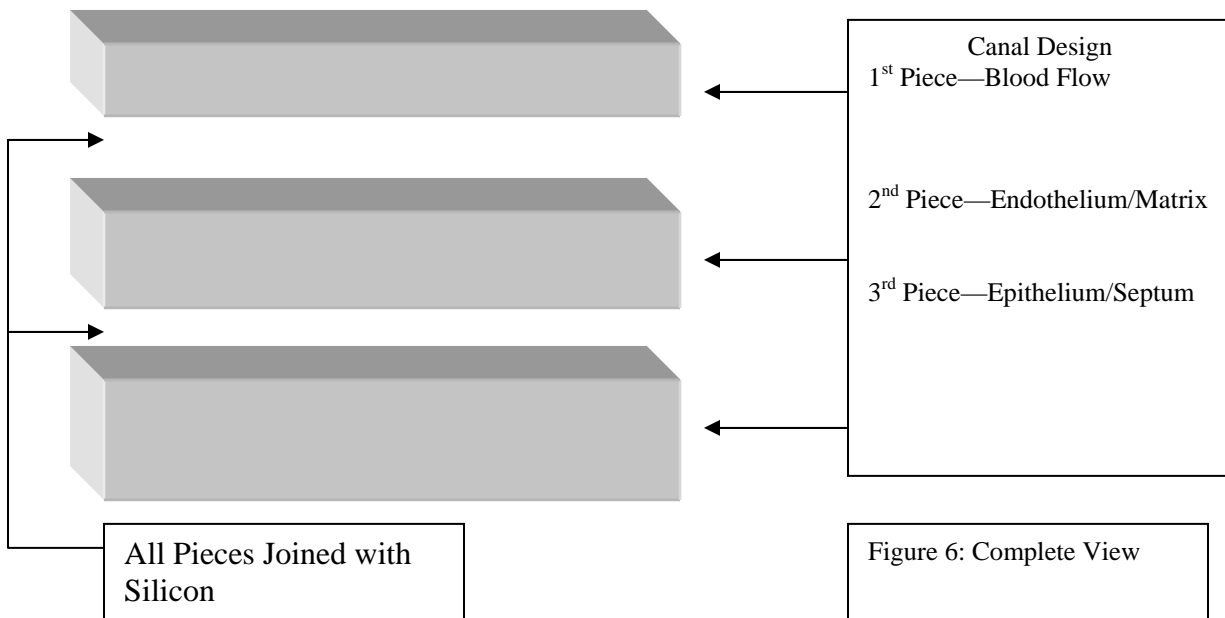 Canal Design
1st Piece—Blood Flow
2nd Piece—Endothelium/Matrix
3rd Piece—Epithelium/Septum
All Pieces Joined with
Silicon
Figure 6: Complete View